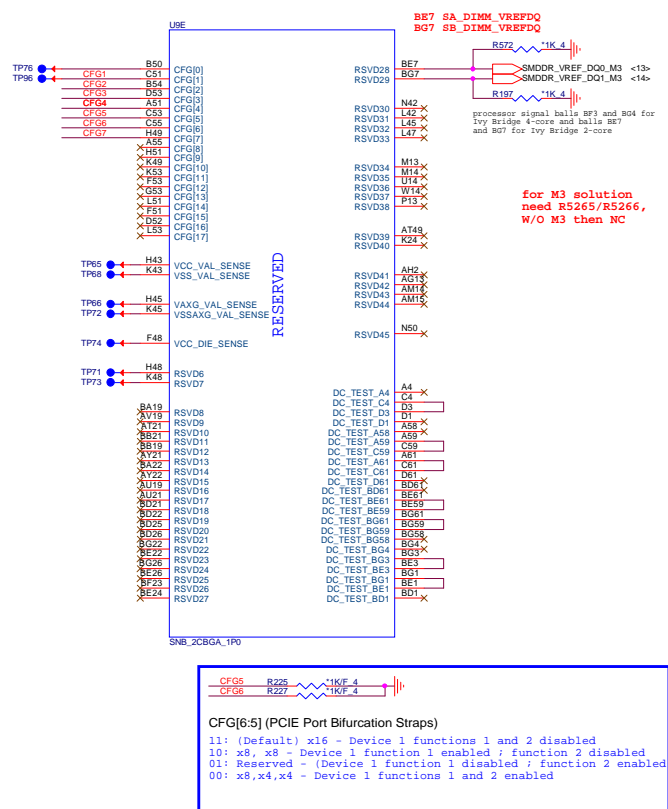 BE7 SA_DIMM_VREFDQ
BG7 SB_DIMM_VREFDQ
U9E
R572 *1K_4
TP76 B50 CFG[0]
TP96 C51 CFG[1]
CFG1
CFG2 B54 CFG[2]
CFG3 D53 CFG[3]
CFG4 A51 CFG[4]
CFG5 C53 CFG[5]
CFG6 C55 CFG[6]
CFG7 H49 CFG[7]
A55 CFG[8]
H51 CFG[9]
K49 CFG[10]
K53 CFG[11]
F53 CFG[12]
G53 CFG[13]
L51 CFG[14]
F51 CFG[15]
D52 CFG[16]
L53 CFG[17]
RSVD28 BE7 SMDDR_VREF_DQ0_M3 <13>
RSVD29 BG7 SMDDR_VREF_DQ1_M3 <14>
R197 *1K_4
processor signal balls BF3 and BG4 for
Ivy Bridge 4-core and balls BE7
and BG7 for Ivy Bridge 2-core
RSVD30 N42
RSVD31 L42
RSVD32 L45
RSVD33 L47
RSVD34 M13
RSVD35 M14
RSVD36 U14
RSVD37 W14
RSVD38 P13
for M3 solution
need R5265/R5266,
W/O M3 then NC
RSVD39 AT49
RSVD40 K24
TP65 H43 VCC_VAL_SENSE
TP68 K43 VSS_VAL_SENSE
RESERVED
RSVD41 AH2
RSVD42 AG13
RSVD43 AM14
RSVD44 AM15
TP66 H45 VAXG_VAL_SENSE
TP72 K45 VSSAXG_VAL_SENSE
RSVD45 N50
TP74 F48 VCC_DIE_SENSE
TP71 H48 RSVD6
TP73 K48 RSVD7
BA19 RSVD8
AV19 RSVD9
AT21 RSVD10
BB21 RSVD11
BB19 RSVD12
AY21 RSVD13
BA22 RSVD14
AY22 RSVD15
AU19 RSVD16
AU21 RSVD17
BD21 RSVD18
BD22 RSVD19
BD25 RSVD20
BD26 RSVD21
BG22 RSVD22
BE22 RSVD23
BG26 RSVD24
BE26 RSVD25
BF23 RSVD26
BE24 RSVD27
DC_TEST_A4 A4
DC_TEST_C4 C4
DC_TEST_D3 D3
DC_TEST_D1 D1
DC_TEST_A58 A58
DC_TEST_A59 A59
DC_TEST_C59 C59
DC_TEST_A61 A61
DC_TEST_C61 C61
DC_TEST_D61 D61
DC_TEST_BD61 BD61
DC_TEST_BE61 BE61
DC_TEST_BE59 BE59
DC_TEST_BG61 BG61
DC_TEST_BG59 BG59
DC_TEST_BG58 BG58
DC_TEST_BG4 BG4
DC_TEST_BG3 BG3
DC_TEST_BE3 BE3
DC_TEST_BG1 BG1
DC_TEST_BE1 BE1
DC_TEST_BD1 BD1
SNB_2CBGA_1P0
CFG5 R225 *1K/F_4
CFG6 R227 *1K/F_4
CFG[6:5] (PCIE Port Bifurcation Straps)
11: (Default) x16 - Device 1 functions 1 and 2 disabled
10: x8, x8 - Device 1 function 1 enabled ; function 2 disabled
01: Reserved - (Device 1 function 1 disabled ; function 2 enabled
00: x8,x4,x4 - Device 1 functions 1 and 2 enabled